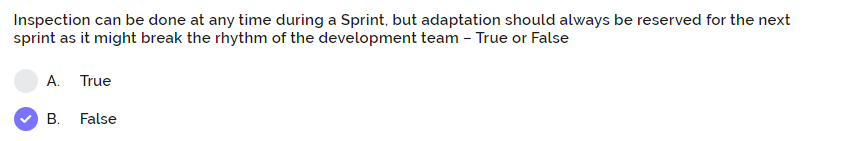 Inspection can be done at any time during a Sprint, but adaptation should always be reserved for the next
sprint as it might break the rhythm of the development team – True or False
A. True
B. False